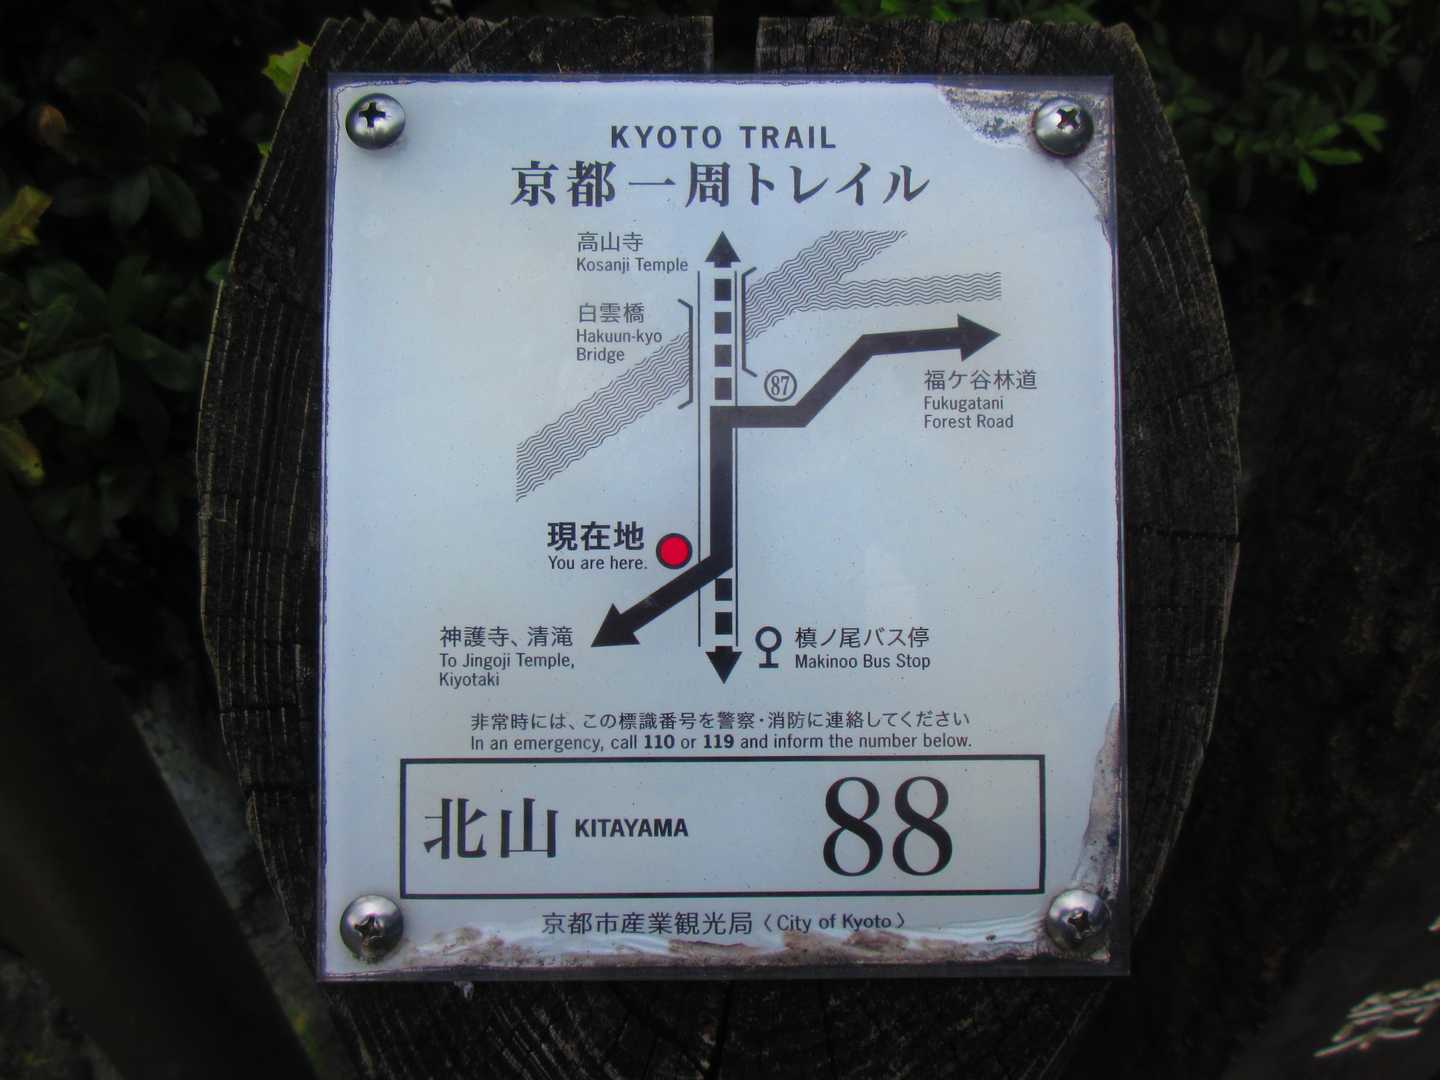 KYOTO TRAIL
京都一周トレイル
高山寺
Kosanji Temple
白雲橋
Hakuun-kyo
Bridge
87
福ケ谷林道
Fukugatani
Forest Road
現在地
You are here.
神護寺、清滝
To Jingoji Temple,
Kiyotaki
槙ノ尾バス停
Makinoo Bus Stop
非常時には、この標識番号を警察・消防に連絡してください
In an emergency, call 110 or 119 and inform the number below.
北山 KITAYAMA 88
京都市産業観光局〈City of Kyoto〉